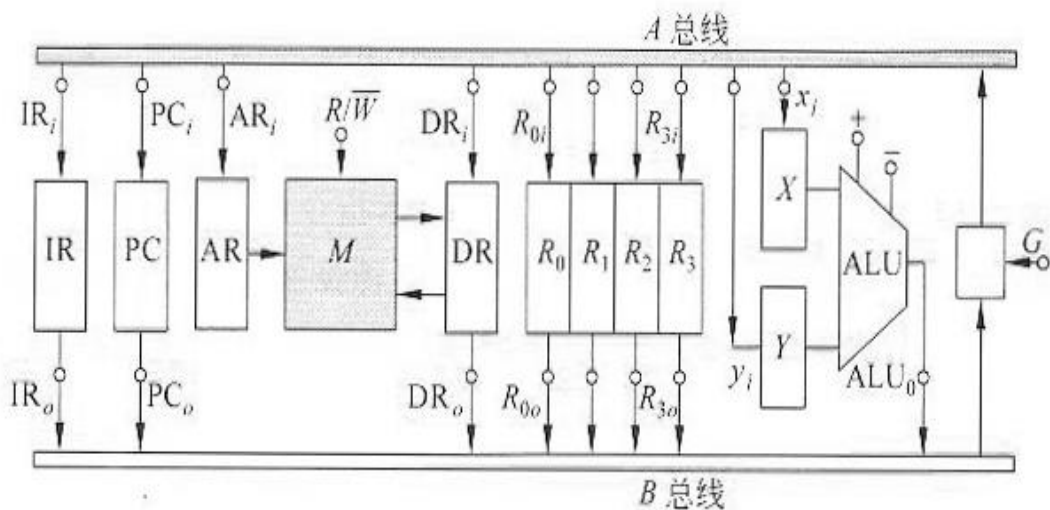 A 总线
IRᵢ
PCᵢ
ARᵢ
R/W̅
DRᵢ
R₀ᵢ
R₃ᵢ
xᵢ
+
−
IR
PC
AR
M
DR
R₀
R₁
R₂
R₃
X
Y
ALU
G
yᵢ
ALU₀
IRₒ
PCₒ
DRₒ
R₀ₒ
R₃ₒ
B 总线